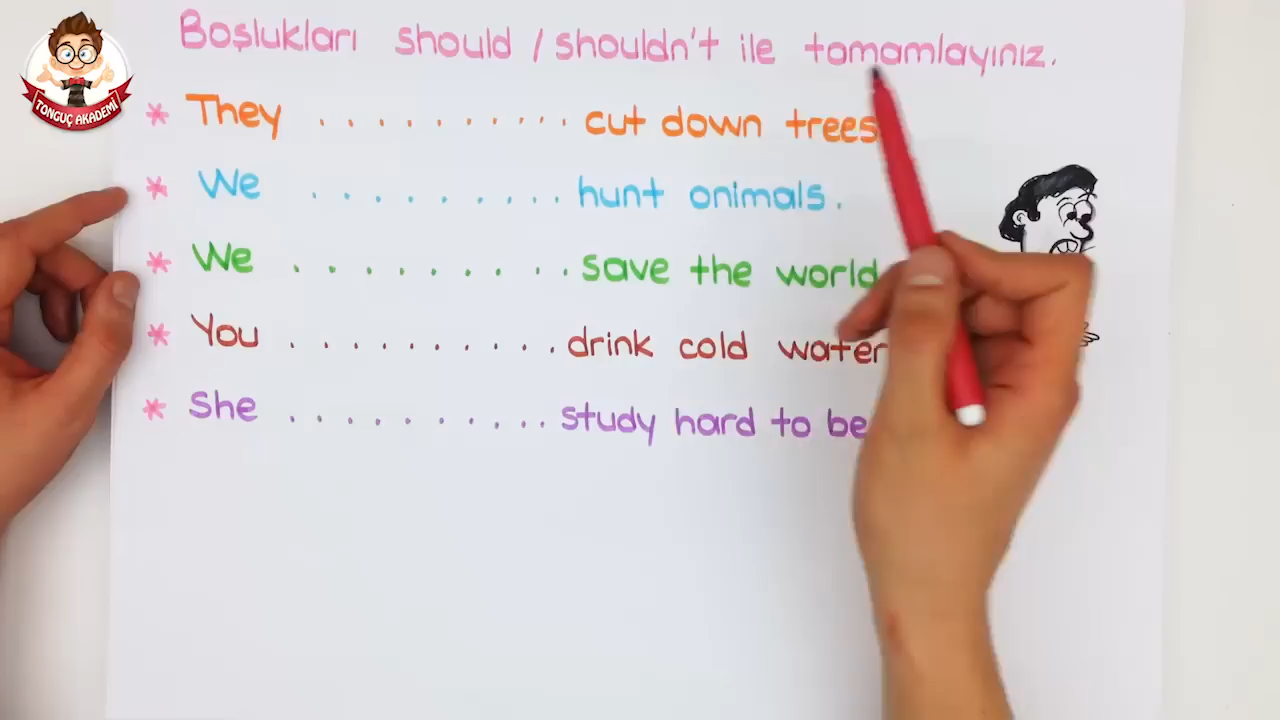 TONGUÇ AKADEMİ
Boşlukları should / shouldn't ile tamamlayınız.
* They .......... cut down trees
* We ......... hunt animals.
* We ......... save the world
* You .......... drink cold water
* She .......... study hard to be